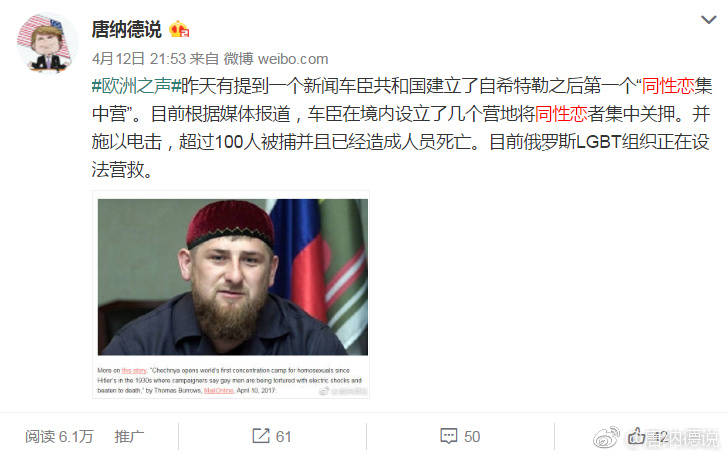 唐纳德说
4月12日 21:53 来自 微博 weibo.com
#欧洲之声#昨天有提到一个新闻车臣共和国建立了自希特勒之后第一个“同性恋集
中营”。目前根据媒体报道，车臣在境内设立了几个营地将同性恋者集中关押。并
施以电击，超过100人被捕并且已经造成人员死亡。目前俄罗斯LGBT组织正在设
法营救。
More on this story: "Chechnya opens world's first concentration camp for homosexuals since
Hitler's in the 1930s where campaigners say gay men are being tortured with electric shocks and
beaten to death," by Thomas Burrows, MailOnline, April 10, 2017:
阅读 6.1万 推广 61 50 42
@唐纳德说